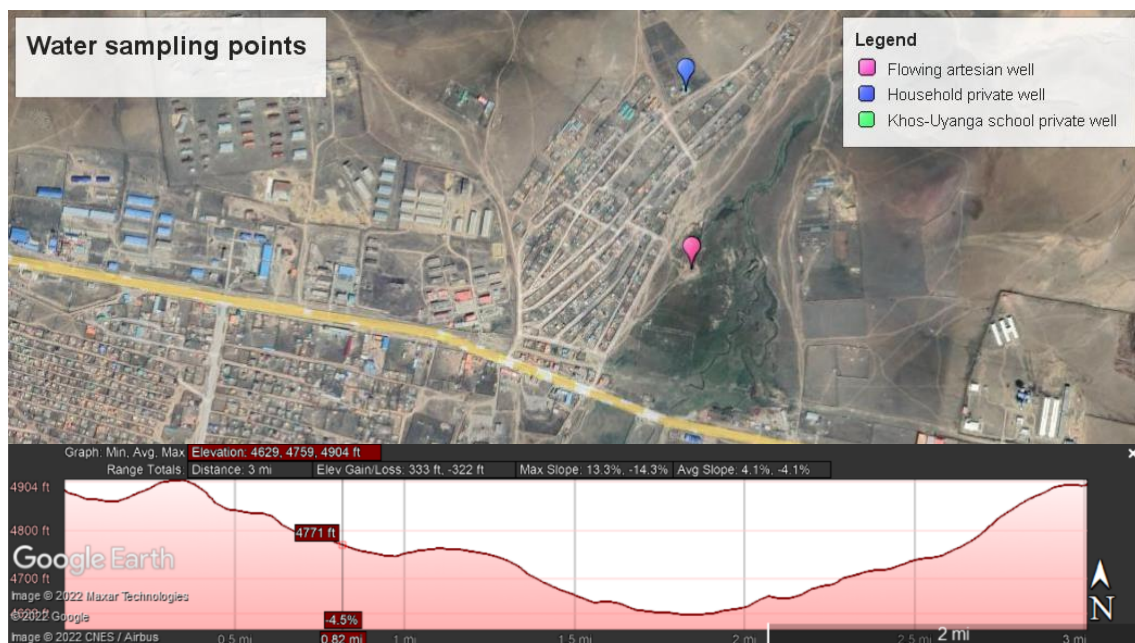 Water sampling points
Legend
Flowing artesian well
Household private well
Khos-Uyanga school private well
Graph: Min, Avg, Max Elevation: 4629, 4759, 4904 ft
Range Totals: Distance: 3 mi Elev Gain/Loss: 333 ft, -322 ft Max Slope: 13.3%, -14.3% Avg Slope: 4.1%, -4.1%
4904 ft
4800 ft
4771 ft
Google Earth
4700 ft
Image © 2022 Maxar Technologies
©2022 Google
-4.5%
N
Image © 2022 CNES / Airbus
0.5 mi 0.82 mi 1 mi 1.5 mi 2 mi 2.5 mi 2 mi 3 mi